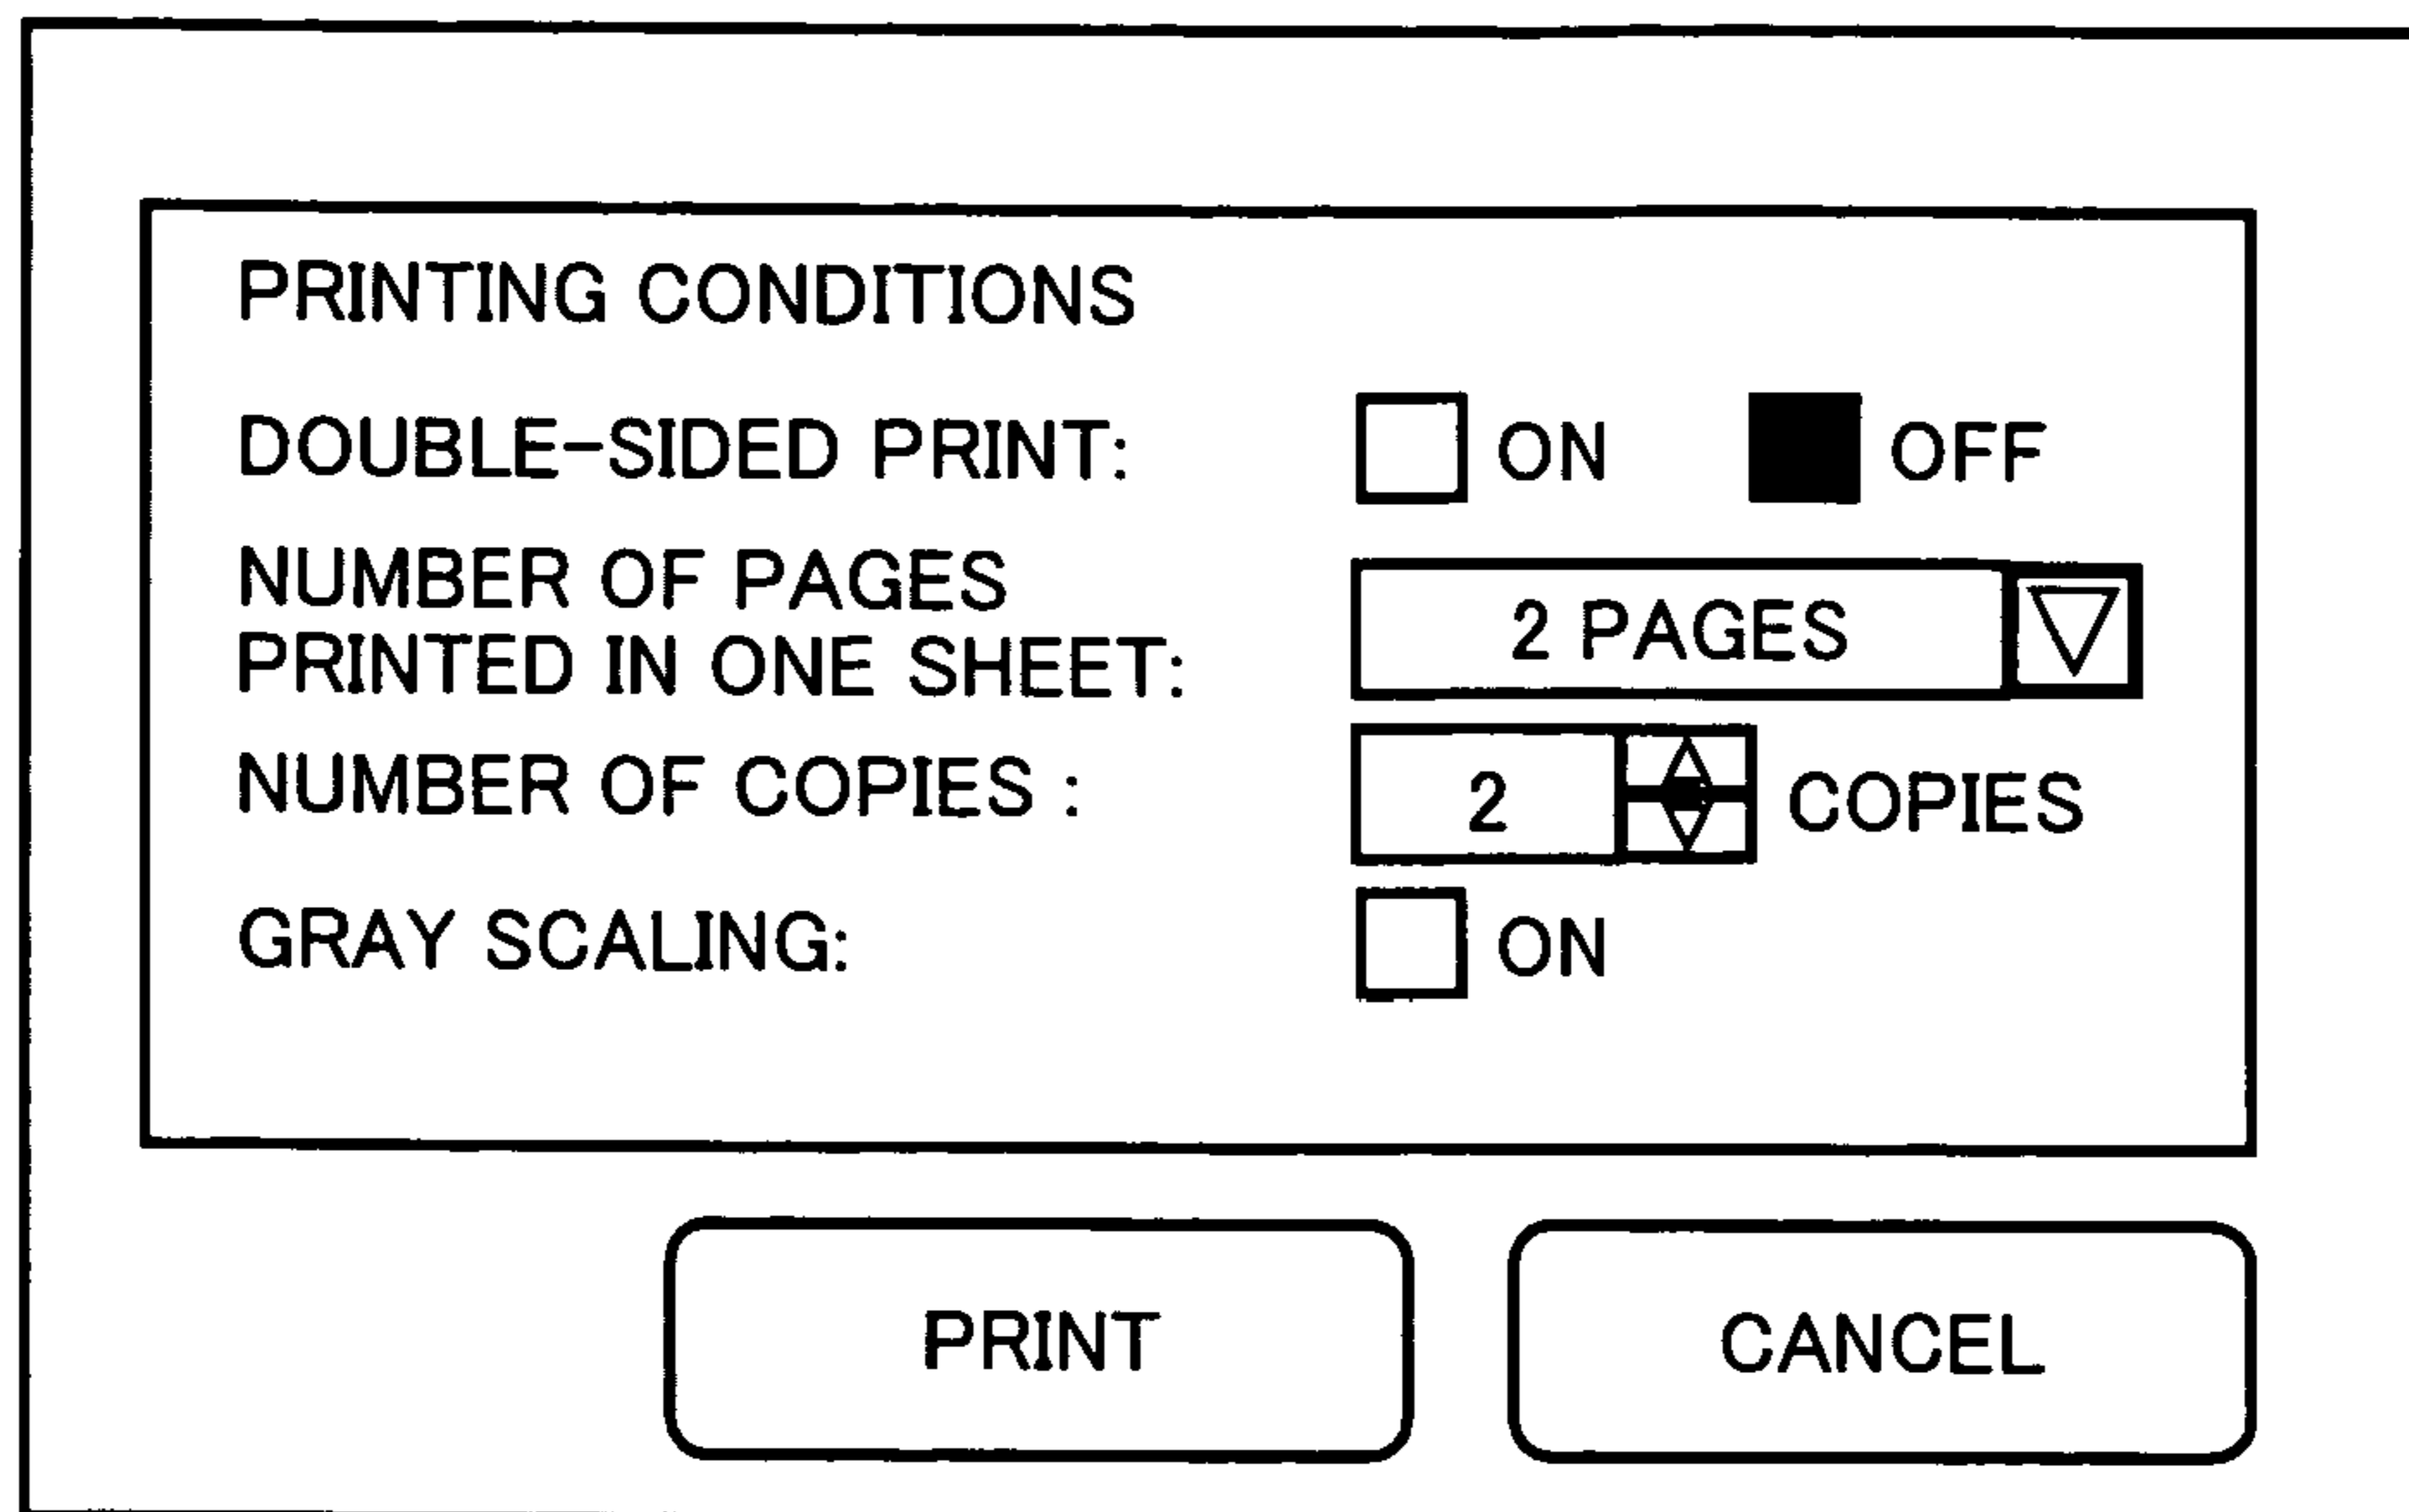 PRINTING CONDITIONS
DOUBLE-SIDED PRINT: ON OFF
NUMBER OF PAGES
PRINTED IN ONE SHEET: 2 PAGES
NUMBER OF COPIES : 2 COPIES
GRAY SCALING: ON
PRINT CANCEL